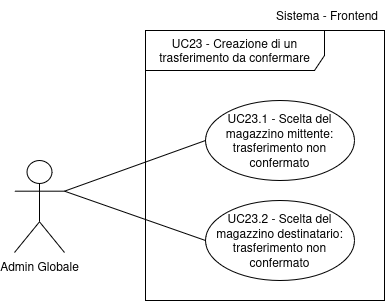 Sistema - Frontend
UC23 - Creazione di un
trasferimento da confermare
UC23.1 - Scelta del
magazzino mittente:
trasferimento non
confermato
UC23.2 - Scelta del
magazzino destinatario:
trasferimento non
confermato
Admin Globale